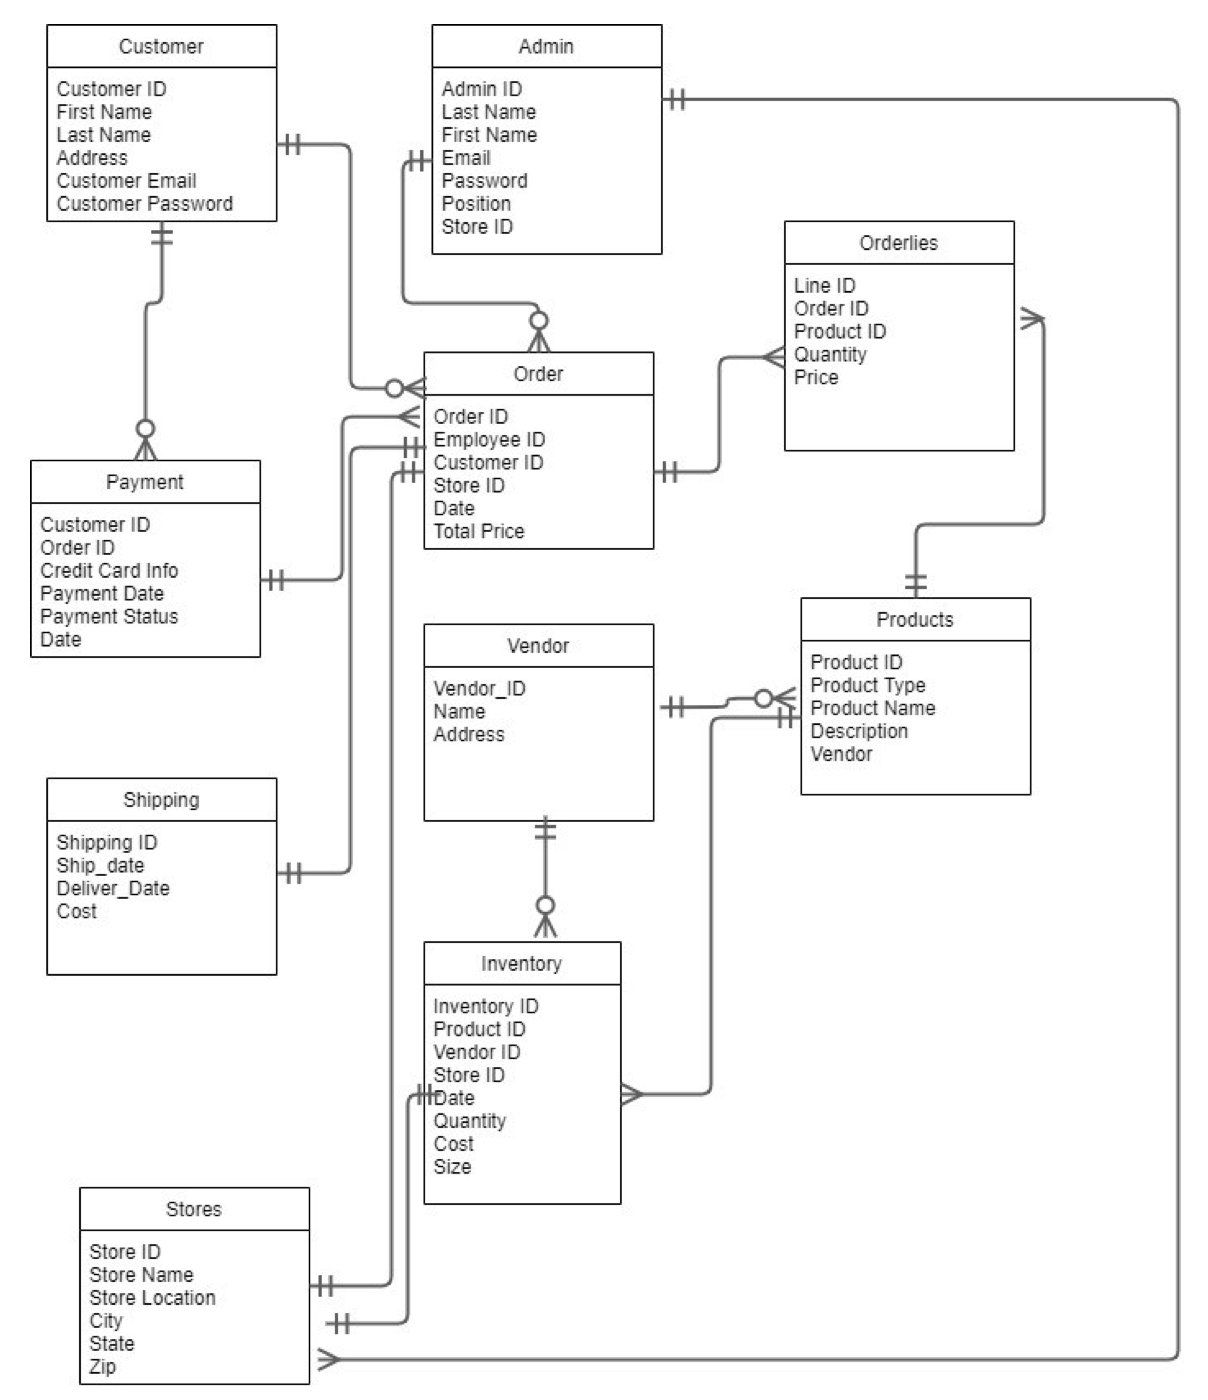 Customer
Customer ID
First Name
Last Name
Address
Customer Email
Customer Password
Admin
Admin ID
Last Name
First Name
Email
Password
Position
Store ID
Orderlies
Line ID
Order ID
Product ID
Quantity
Price
Order
Order ID
Employee ID
Customer ID
Store ID
Date
Total Price
Payment
Customer ID
Order ID
Credit Card Info
Payment Date
Payment Status
Date
Products
Product ID
Product Type
Product Name
Description
Vendor
Vendor
Vendor_ID
Name
Address
Shipping
Shipping ID
Ship_date
Deliver_Date
Cost
Inventory
Inventory ID
Product ID
Vendor ID
Store ID
Date
Quantity
Cost
Size
Stores
Store ID
Store Name
Store Location
City
State
Zip